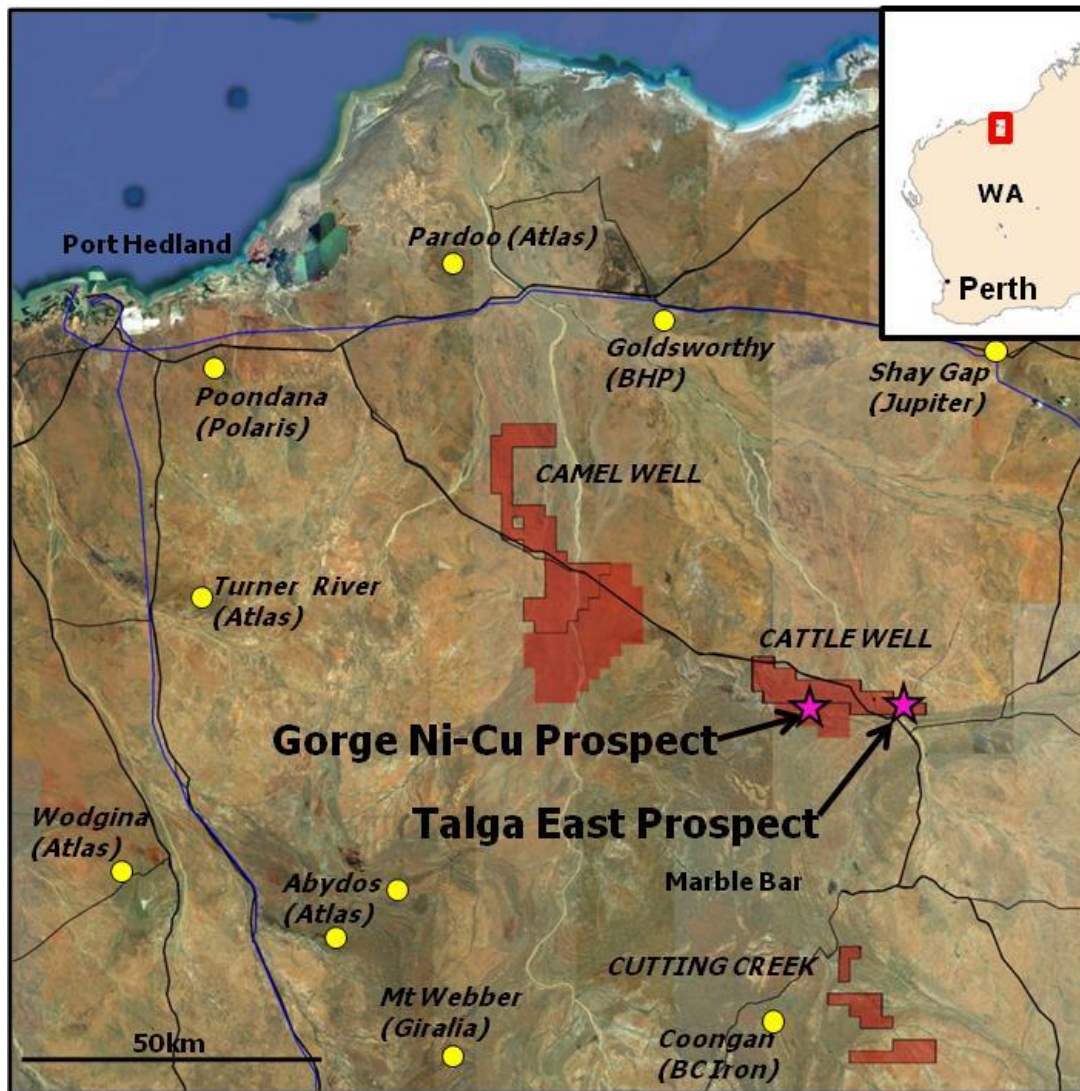 WA
Perth
Port Hedland
Pardoo (Atlas)
Goldsworthy
(BHP)
Shay Gap
(Jupiter)
Poondana
(Polaris)
CAMEL WELL
Turner River
(Atlas)
CATTLE WELL
Gorge Ni-Cu Prospect
Talga East Prospect
Wodgina
(Atlas)
Abydos
(Atlas)
Marble Bar
CUTTING CREEK
Mt Webber
(Giralia)
Coongan
(BC Iron)
50km